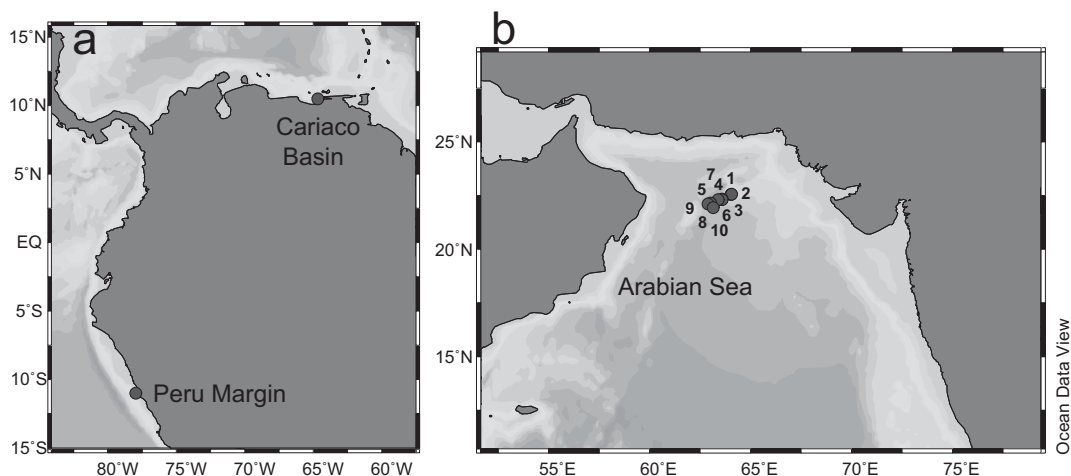 a
15˚N
10˚N
5˚N
EQ
5˚S
10˚S
15˚S
Cariaco
Basin
Peru Margin
80˚W
75˚W
70˚W
65˚W
60˚W
b
25˚E
20˚E
15˚E
7
1
5
4
2
9
3
8
6
10
Arabian Sea
55˚E
60˚E
65˚E
70˚E
75˚E
Ocean Data View